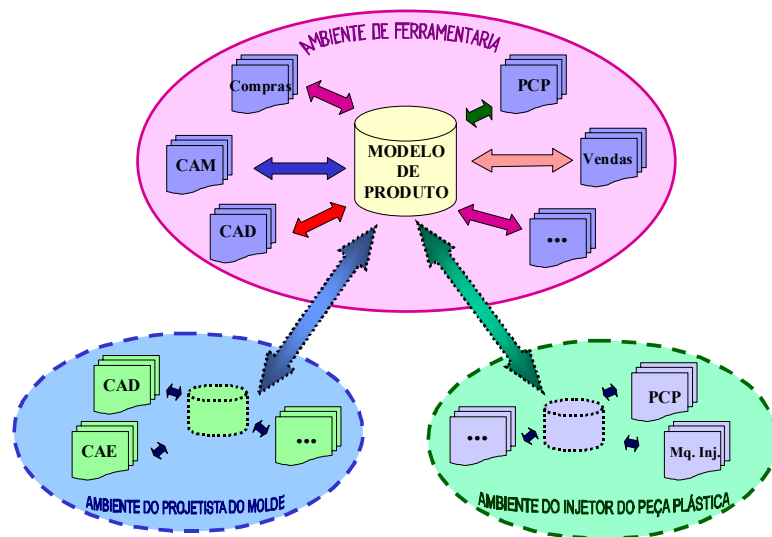 AMBIENTE DE FERRAMENTARIA
Compras
PCP
MODELO
DE
PRODUTO
CAM
Vendas
CAD
...
CAD
CAE
...
AMBIENTE DO PROJETISTA DO MOLDE
PCP
...
Mq. Inj.
AMBIENTE DO INJETOR DO PEÇA PLÁSTICA